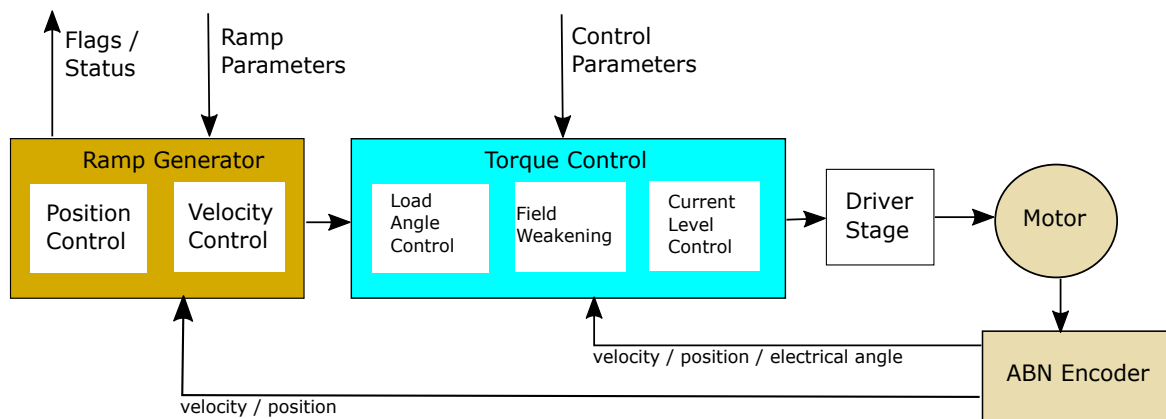 Flags /
Status
Ramp
Parameters
Control
Parameters
Ramp Generator
Position
Control
Velocity
Control
Torque Control
Load
Angle
Control
Field
Weakening
Current
Level
Control
Driver
Stage
Motor
ABN Encoder
velocity / position / electrical angle
velocity / position